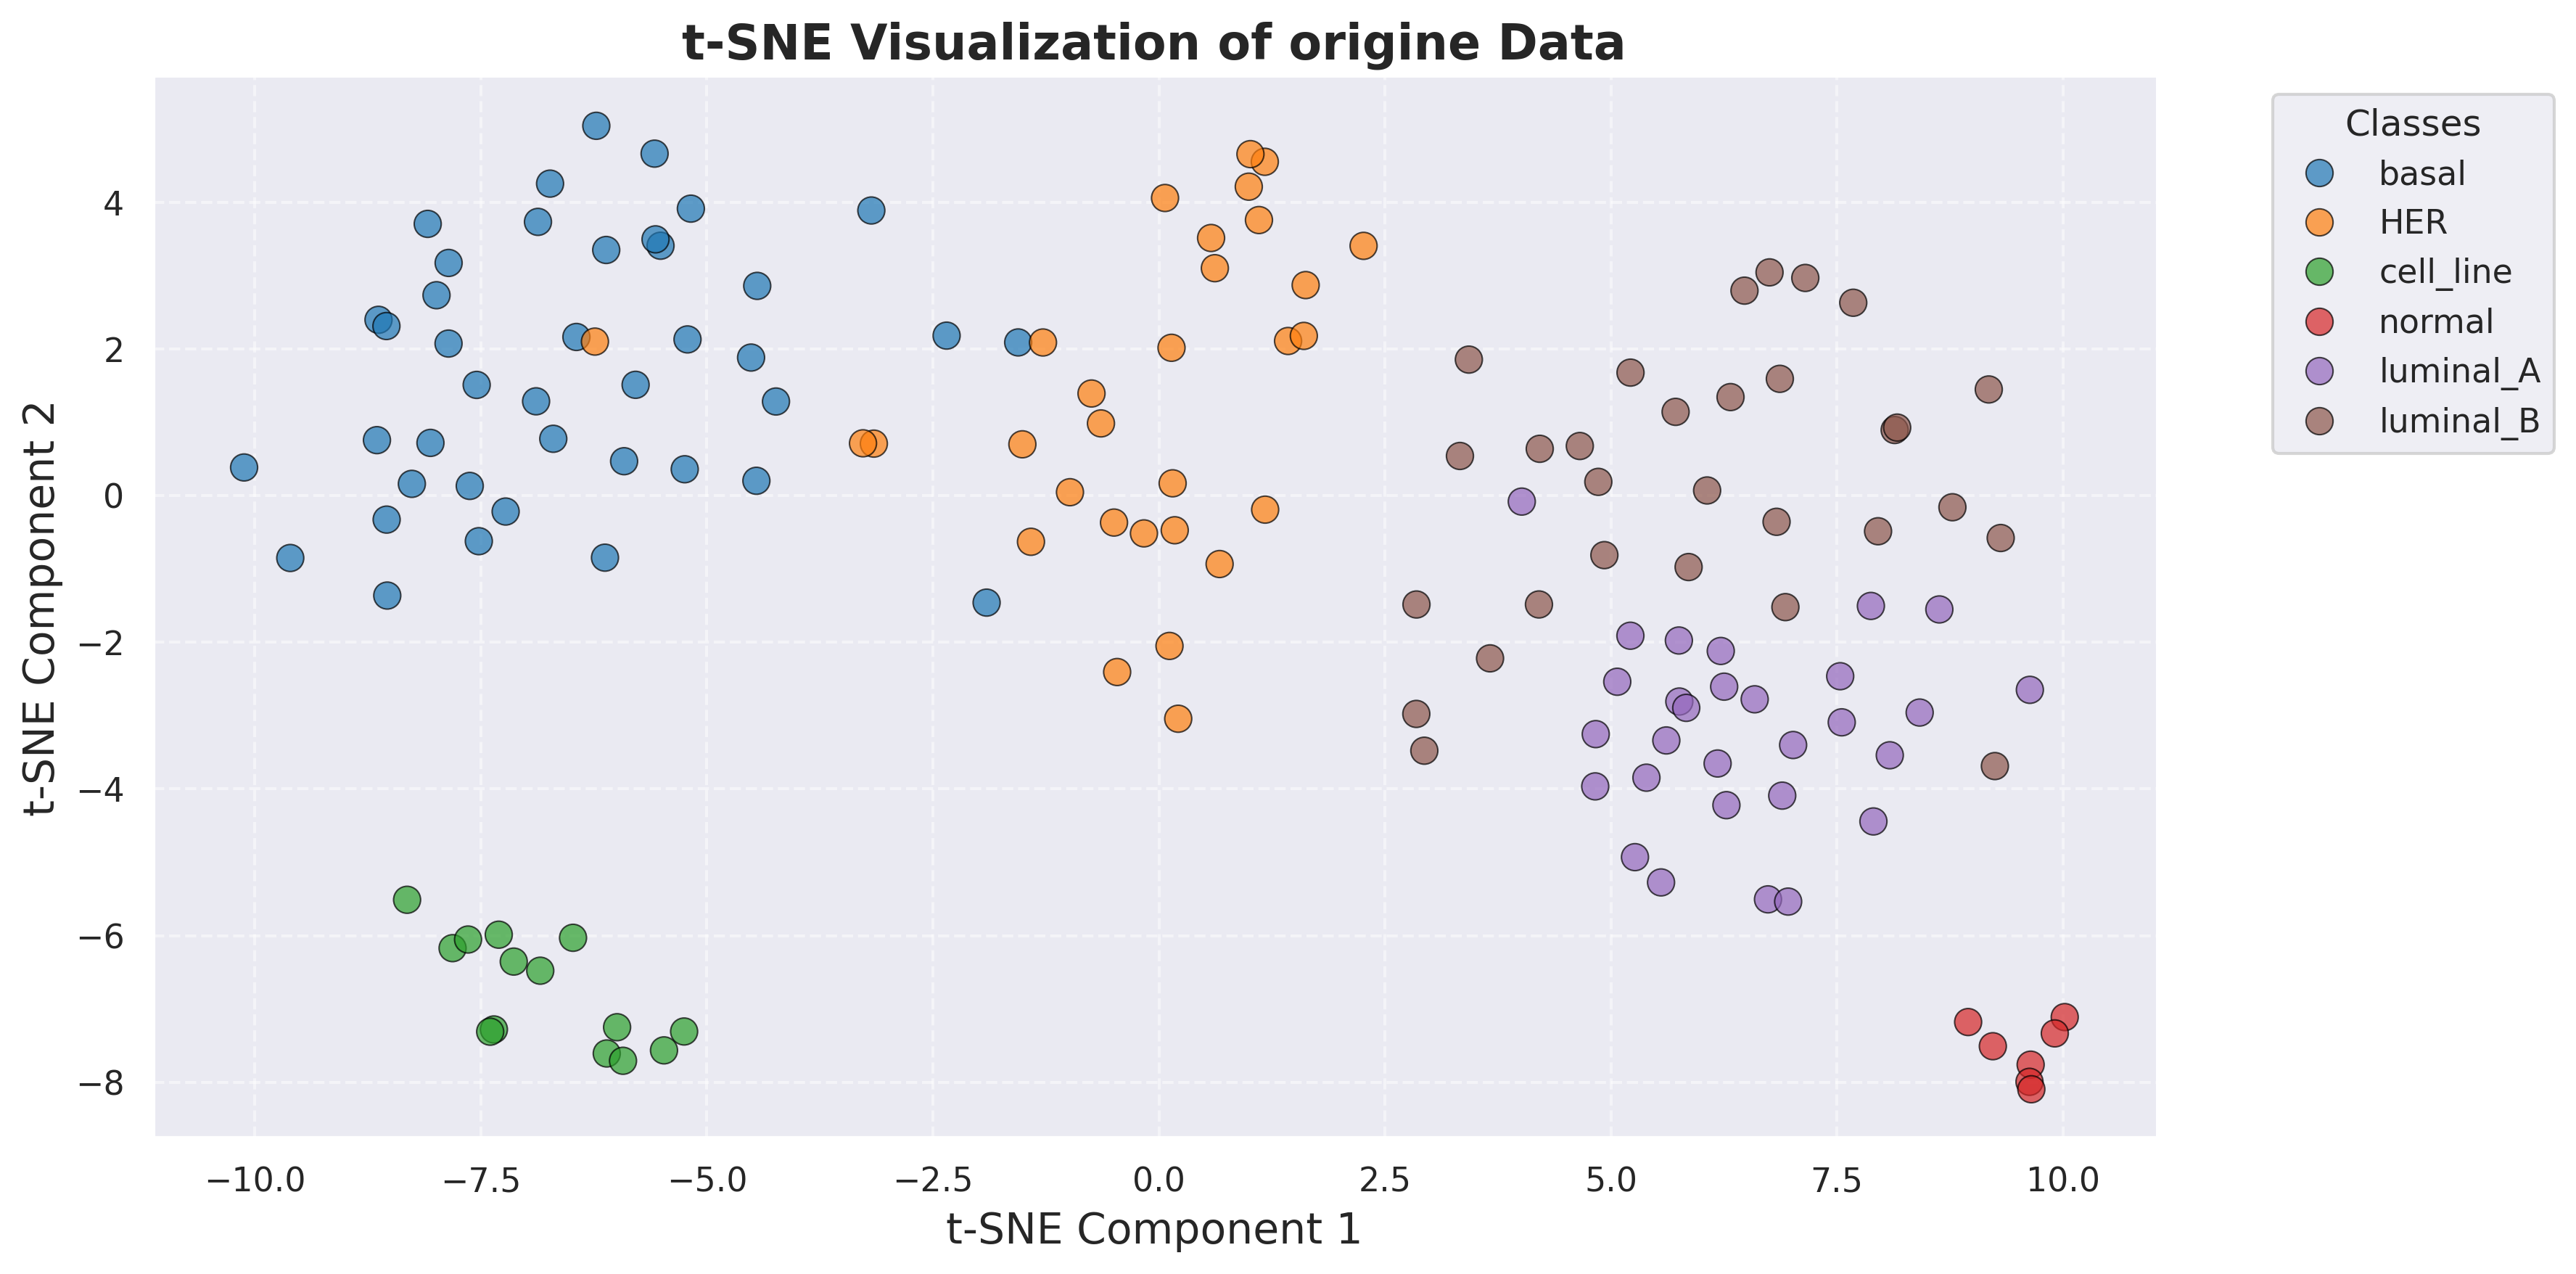 t-SNE Visualization of origine Data
Classes
basal
HER
cell_line
normal
luminal_A
luminal_B
t-SNE Component 2
4
2
0
−2
−4
−6
−8
−10.0 −7.5 −5.0 −2.5 0.0 2.5 5.0 7.5 10.0
t-SNE Component 1